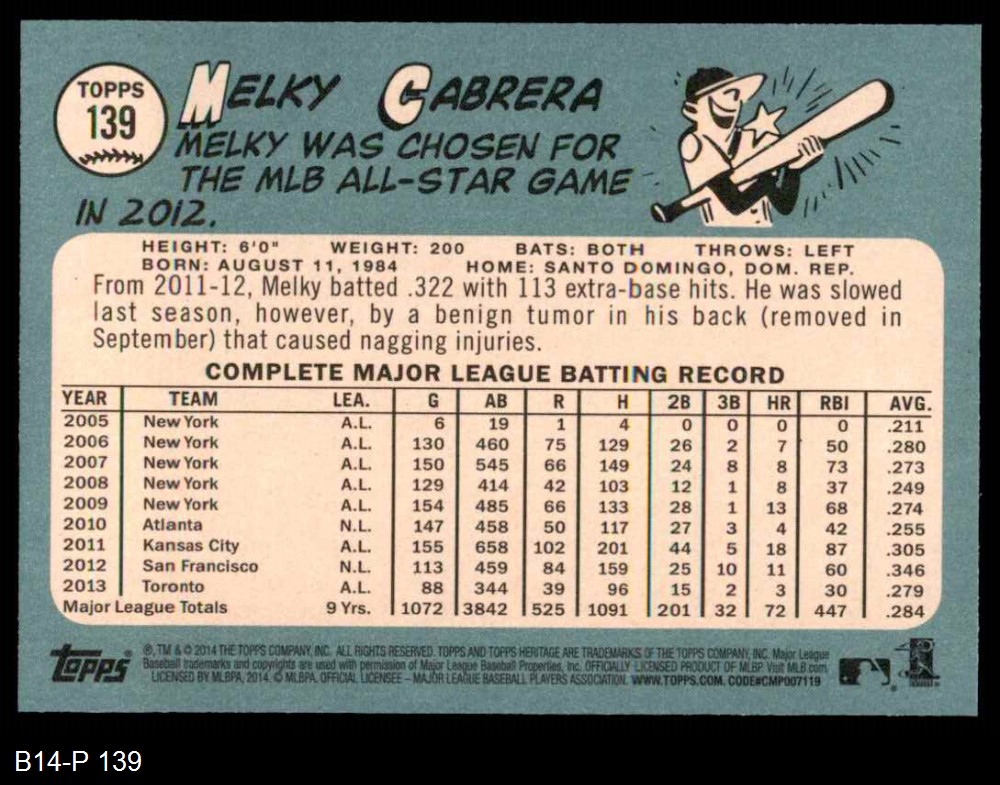 TOPPS
139
MELKY CABRERA
MELKY WAS CHOSEN FOR
THE MLB ALL-STAR GAME
IN 2012.
HEIGHT: 6'0" WEIGHT: 200 BATS: BOTH THROWS: LEFT
BORN: AUGUST 11, 1984 HOME: SANTO DOMINGO, DOM. REP.
From 2011-12, Melky batted .322 with 113 extra-base hits. He was slowed
last season, however, by a benign tumor in his back (removed in
September) that caused nagging injuries.
COMPLETE MAJOR LEAGUE BATTING RECORD
YEAR TEAM LEA. G AB R H 2B 3B HR RBI AVG.
2005 New York A.L. 6 19 1 4 0 0 0 0 .211
2006 New York A.L. 130 460 75 129 26 2 7 50 .280
2007 New York A.L. 150 545 66 149 24 8 8 73 .273
2008 New York A.L. 129 414 42 103 12 1 8 37 .249
2009 New York A.L. 154 485 66 133 28 1 13 68 .274
2010 Atlanta N.L. 147 458 50 117 27 3 4 42 .255
2011 Kansas City A.L. 155 658 102 201 44 5 18 87 .305
2012 San Francisco N.L. 113 459 84 159 25 10 11 60 .346
2013 Toronto A.L. 88 344 39 96 15 2 3 30 .279
Major League Totals 9 Yrs. 1072 3842 525 1091 201 32 72 447 .284
Topps
®, TM & © 2014 THE TOPPS COMPANY, INC. ALL RIGHTS RESERVED. TOPPS AND TOPPS HERITAGE ARE TRADEMARKS OF THE TOPPS COMPANY, INC. Major League
Baseball trademarks and copyrights are used with permission of Major League Baseball Properties, Inc. OFFICIALLY LICENSED PRODUCT OF MLBP Visit MLB.com
LICENSED BY MLBPA, 2014. © MLBPA. OFFICIAL LICENSEE – MAJOR LEAGUE BASEBALL PLAYERS ASSOCIATION. WWW.TOPPS.COM. CODE#CMP007119
B14-P 139